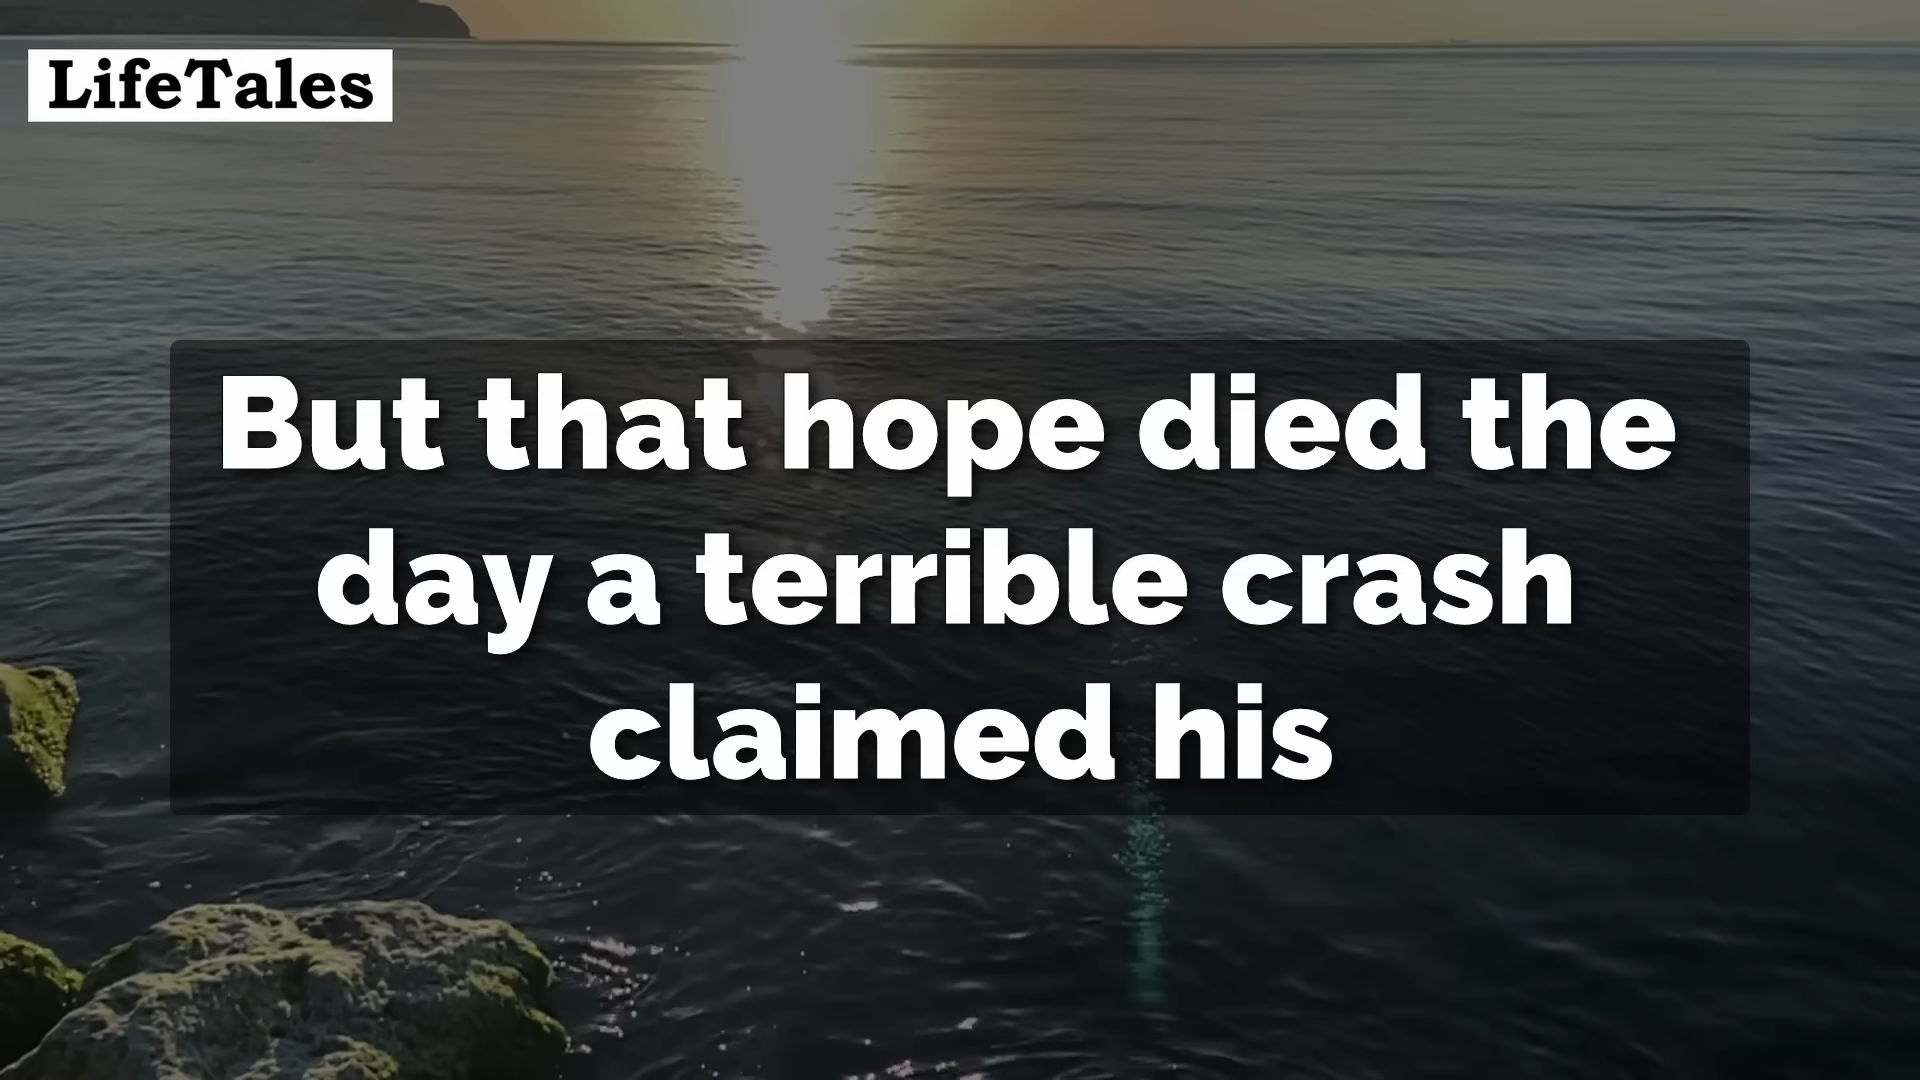 LifeTales
But that hope died the
day a terrible crash
claimed his